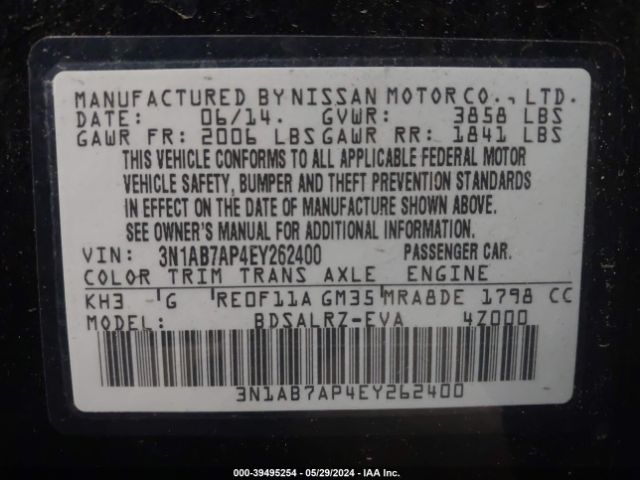 MANUFACTURED BY NISSAN MOTOR CO., LTD.
DATE: 06/14. GVWR: 3858 LBS
GAWR FR: 2006 LBS GAWR RR: 1841 LBS
THIS VEHICLE CONFORMS TO ALL APPLICABLE FEDERAL MOTOR
VEHICLE SAFETY, BUMPER AND THEFT PREVENTION STANDARDS
IN EFFECT ON THE DATE OF MANUFACTURE SHOWN ABOVE.
SEE OWNER'S MANUAL FOR ADDITIONAL INFORMATION.
VIN: 3N1AB7AP4EY262400 PASSENGER CAR.
COLOR TRIM TRANS AXLE ENGINE
KH3 G RE0F11A GM35 MRA8DE 1798 CC
MODEL: BDSALRZ-EVA 4Z000
3N1AB7AP4EY262400
000-39495254 - 05/29/2024 - IAA Inc.